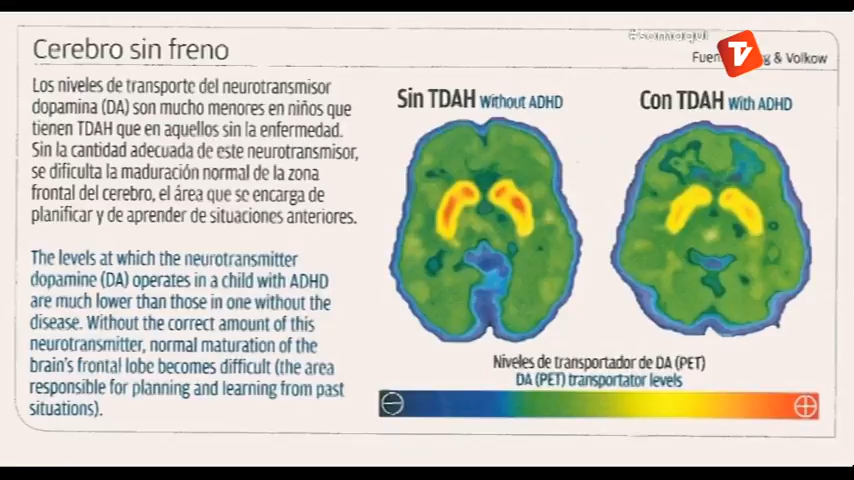 #somaqui
TV
Cerebro sin freno
& Volkow
Los niveles de transporte del neurotransmisor
dopamina (DA) son mucho menores en niños que
tienen TDAH que en aquellos sin la enfermedad.
Sin la cantidad adecuada de este neurotransmisor,
se dificulta la maduración normal de la zona
frontal del cerebro, el área que se encarga de
planificar y de aprender de situaciones anteriores.
The levels at which the neurotransmitter
dopamine (DA) operates in a child with ADHD
are much lower than those in one without the
disease. Without the correct amount of this
neurotransmitter, normal maturation of the
brain's frontal lobe becomes difficult (the area
responsible for planning and learning from past
situations).
Sin TDAH Without ADHD
Con TDAH With ADHD
Niveles de transportador de DA (PET)
DA (PET) transportator levels